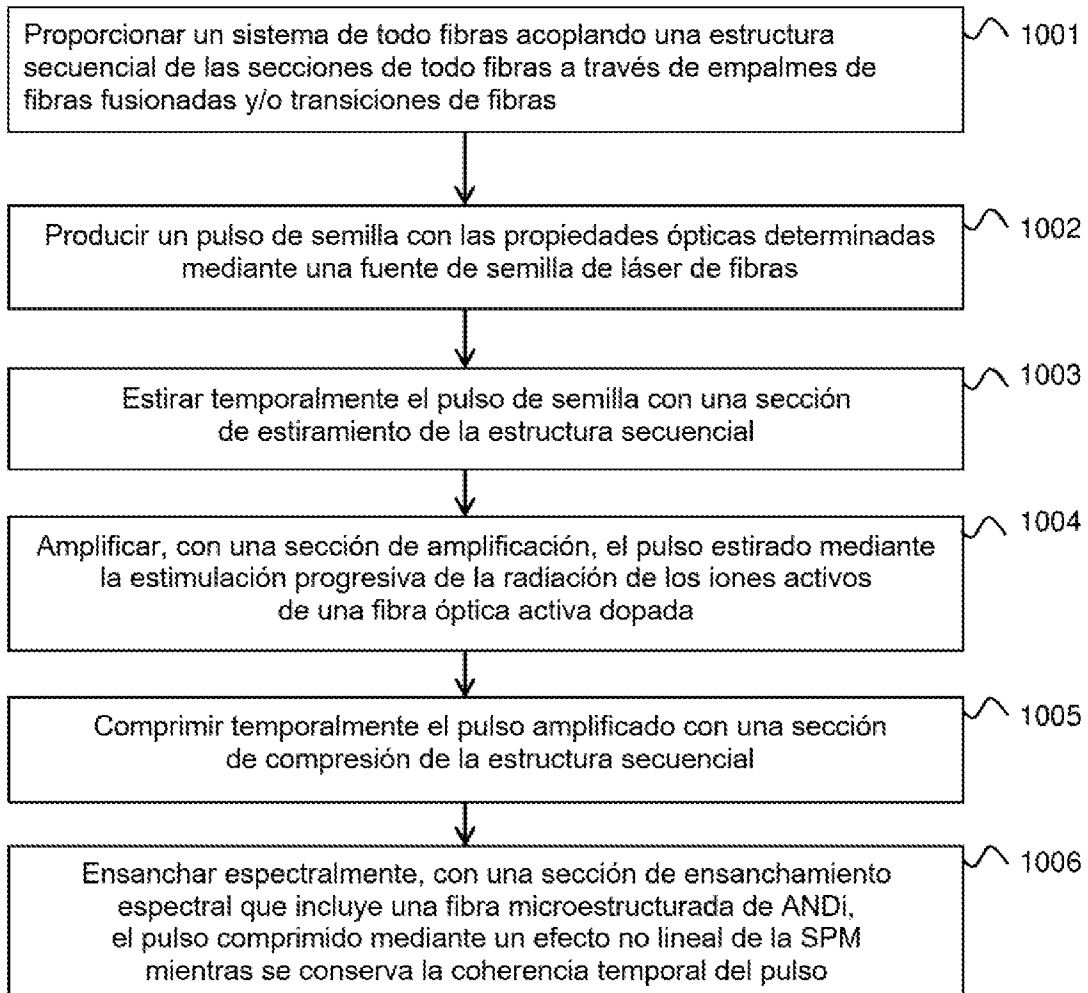 Proporcionar un sistema de todo fibras acoplando una estructura
secuencial de las secciones de todo fibras a través de empalmes de
fibras fusionadas y/o transiciones de fibras
1001
Producir un pulso de semilla con las propiedades ópticas determinadas
mediante una fuente de semilla de láser de fibras
1002
Estirar temporalmente el pulso de semilla con una sección
de estiramiento de la estructura secuencial
1003
Amplificar, con una sección de amplificación, el pulso estirado mediante
la estimulación progresiva de la radiación de los iones activos
de una fibra óptica activa dopada
1004
Comprimir temporalmente el pulso amplificado con una sección
de compresión de la estructura secuencial
1005
Ensanchar espectralmente, con una sección de ensanchamiento
espectral que incluye una fibra microestructurada de ANDi,
el pulso comprimido mediante un efecto no lineal de la SPM
mientras se conserva la coherencia temporal del pulso
1006